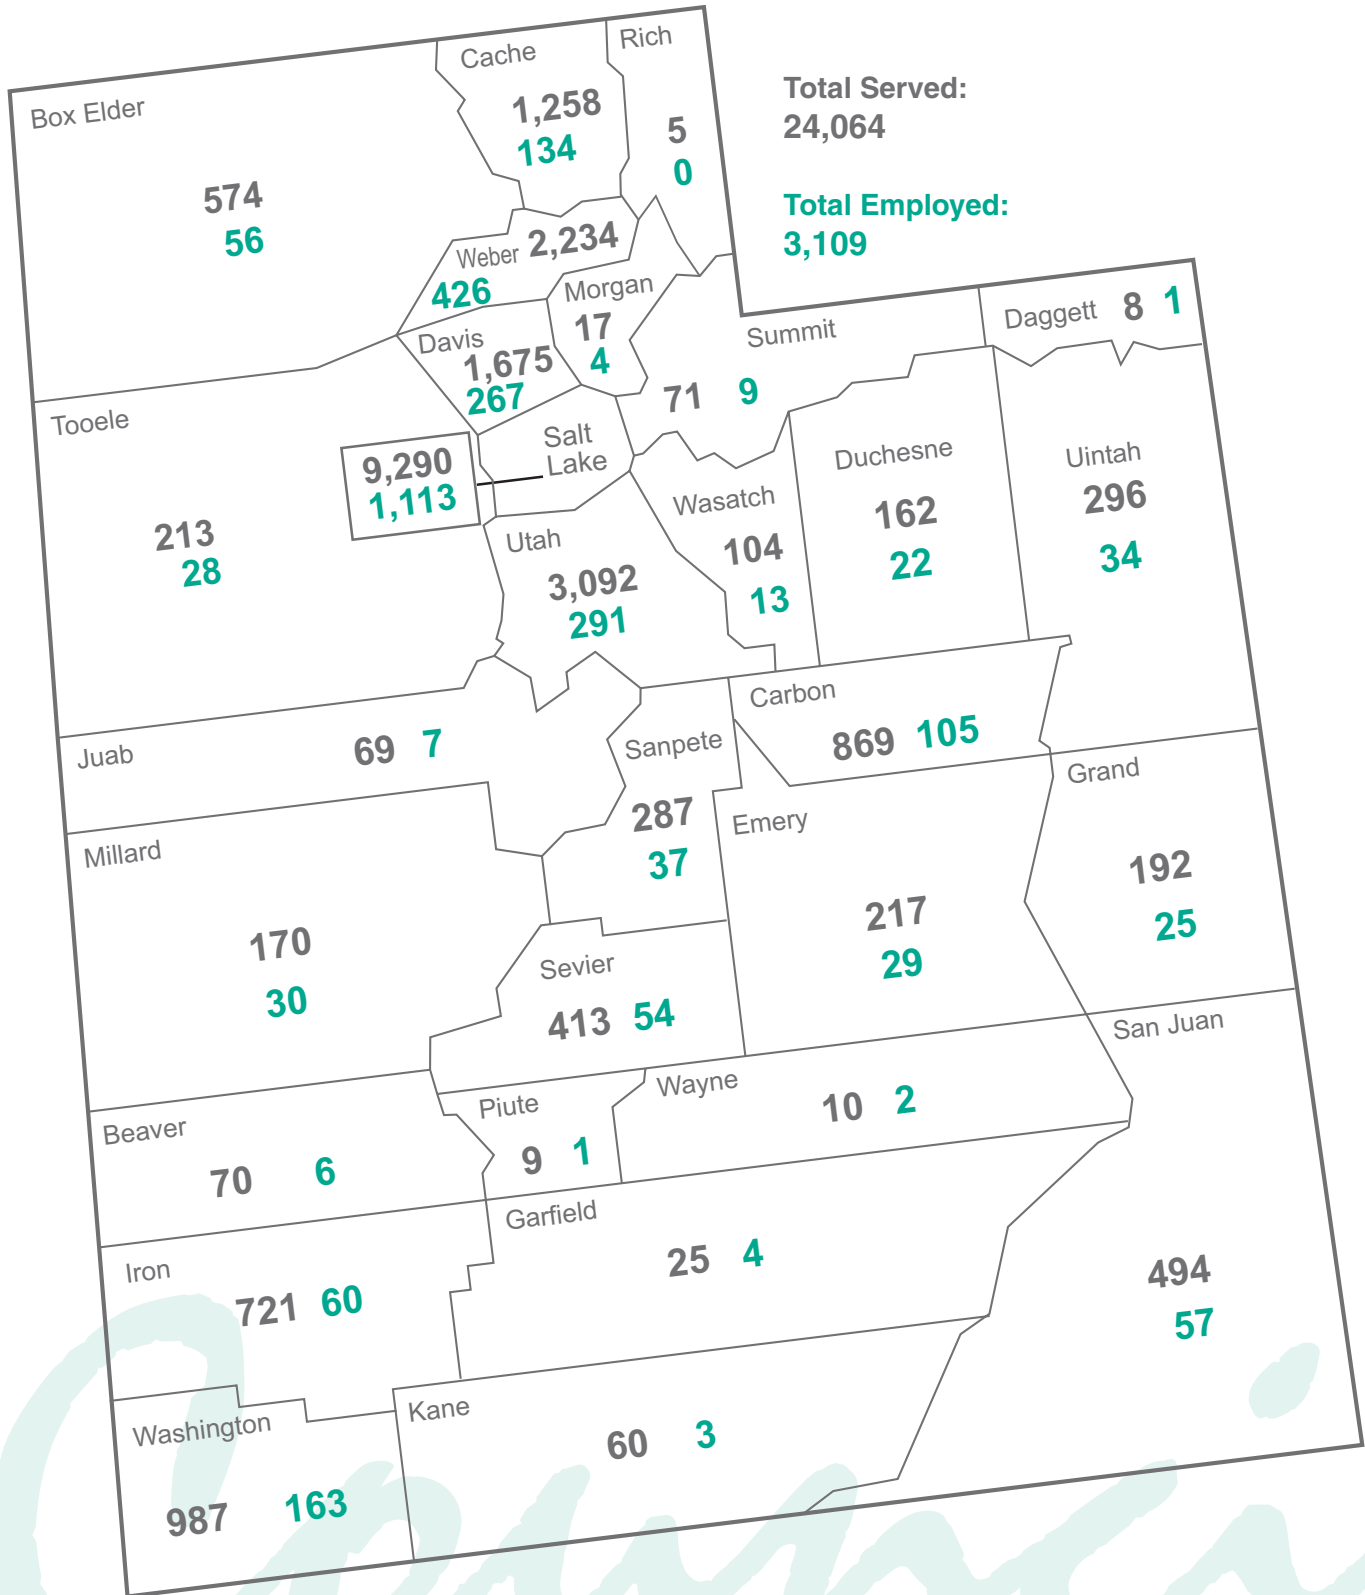 Cache
Rich
Box Elder
1,258
134
5
0
Total Served:
24,064
574
56
Total Employed:
3,109
Weber 2,234
426
Morgan
17
4
Davis
1,675
267
Summit
71 9
Daggett 8 1
Tooele
213
28
9,290
1,113
Salt
Lake
Wasatch
104
13
Duchesne
162
22
Uintah
296
34
Utah
3,092
291
Juab
69 7
Sanpete
287
37
Carbon
869 105
Millard
170
30
Emery
217
29
Grand
192
25
Sevier
413 54
San Juan
494
57
Beaver
70 6
Piute
9 1
Wayne
10 2
Garfield
25 4
Iron
721 60
Washington
987 163
Kane
60 3